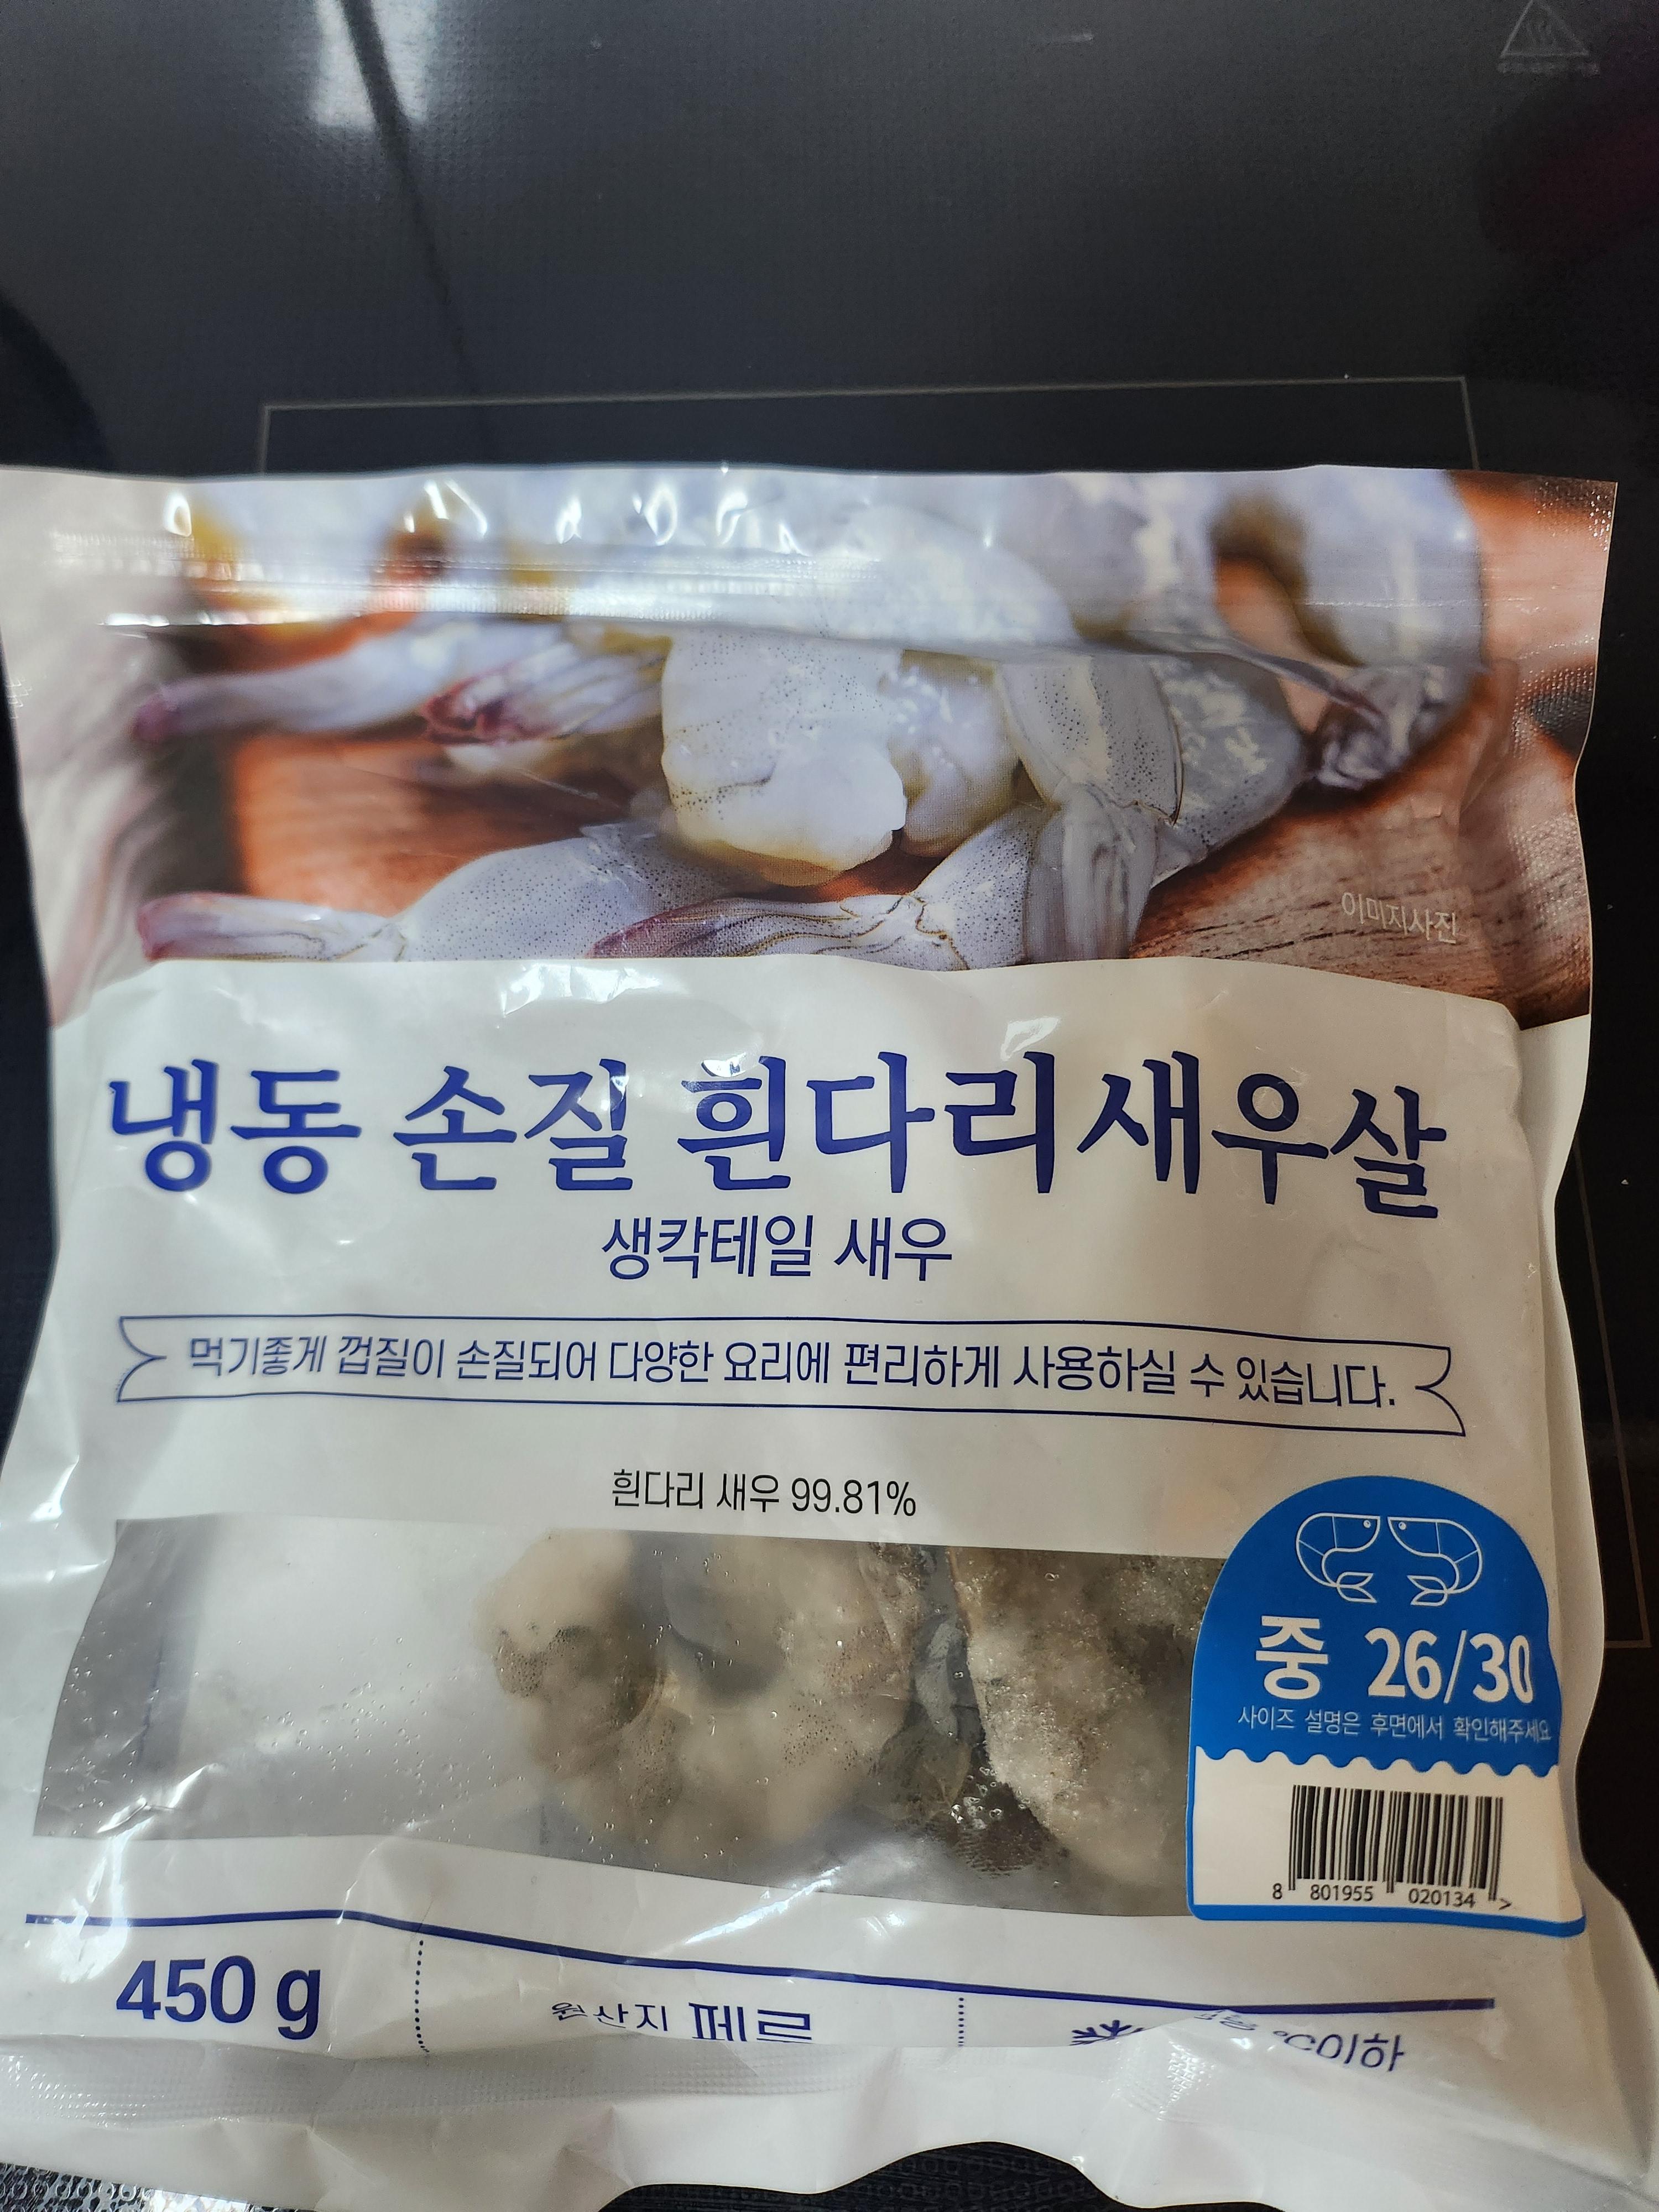 이미지사진
냉동 손질 흰다리새우살
생칵테일 새우
먹기좋게 껍질이 손질되어 다양한 요리에 편리하게 사용하실 수 있습니다.
흰다리 새우 99.81%
중 26/30
사이즈 설명은 후면에서 확인해주세요
8 801955 020134 >
450 g
원산지 페루
℃이하